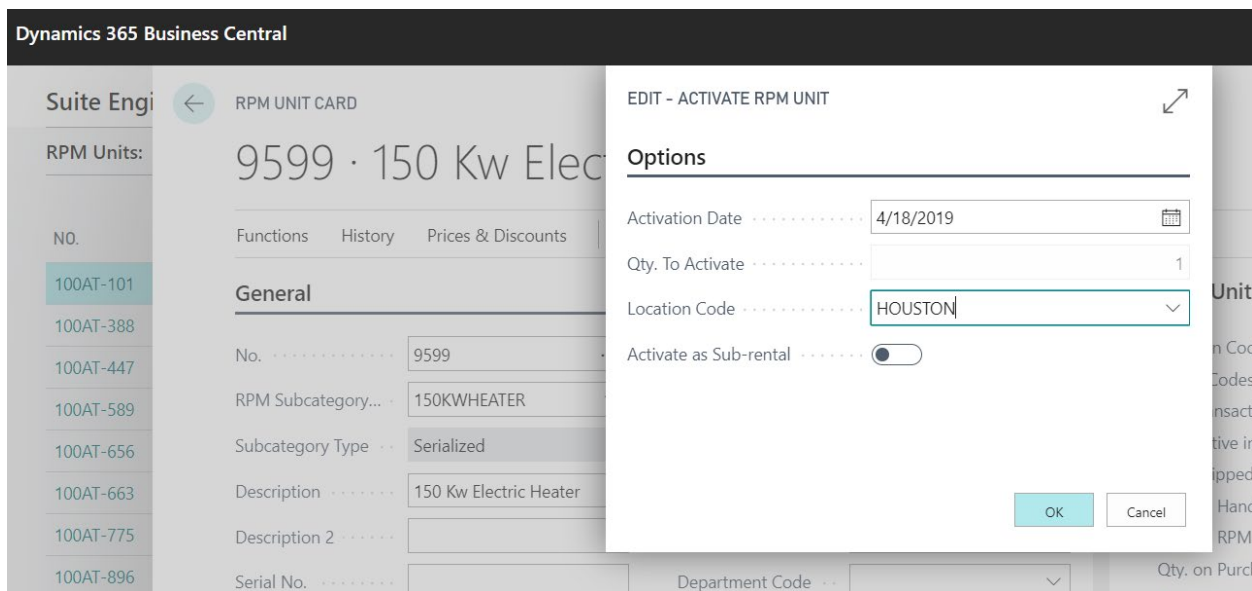 Dynamics 365 Business Central
Suite Engi
RPM Units:
NO.
100AT-101
100AT-388
100AT-447
100AT-589
100AT-656
100AT-663
100AT-775
100AT-896
RPM UNIT CARD
9599 · 150 Kw Elec
Functions History Prices & Discounts
General
No. 9599
RPM Subcategory... 150KWHEATER
Subcategory Type Serialized
Description 150 Kw Electric Heater
Description 2
Serial No.
Department Code
EDIT - ACTIVATE RPM UNIT
Options
Activation Date 4/18/2019
Qty. To Activate 1
Location Code HOUSTON
Activate as Sub-rental
OK Cancel
Unit
n Coc
Codes
nsact
tive in
ipped
Hanc
RPM
Qty. on Purcl